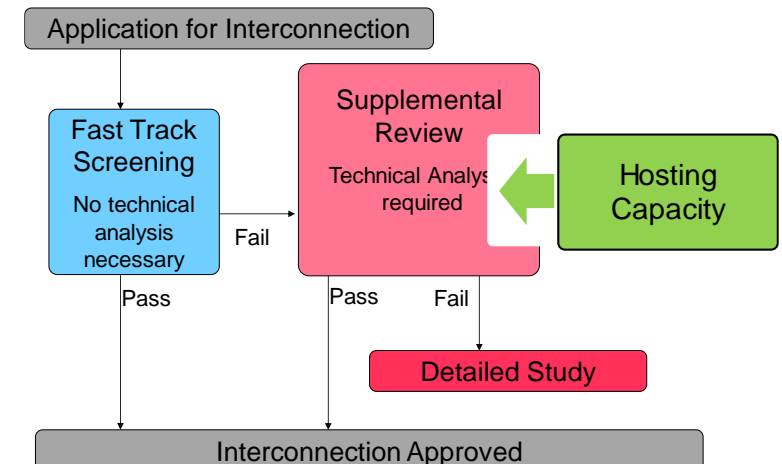 Application for Interconnection
Fast Track
Screening
No technical
analysis
necessary
Fail
Supplemental
Review
Technical Analys
required
Hosting
Capacity
Pass
Pass
Fail
Detailed Study
Interconnection Approved